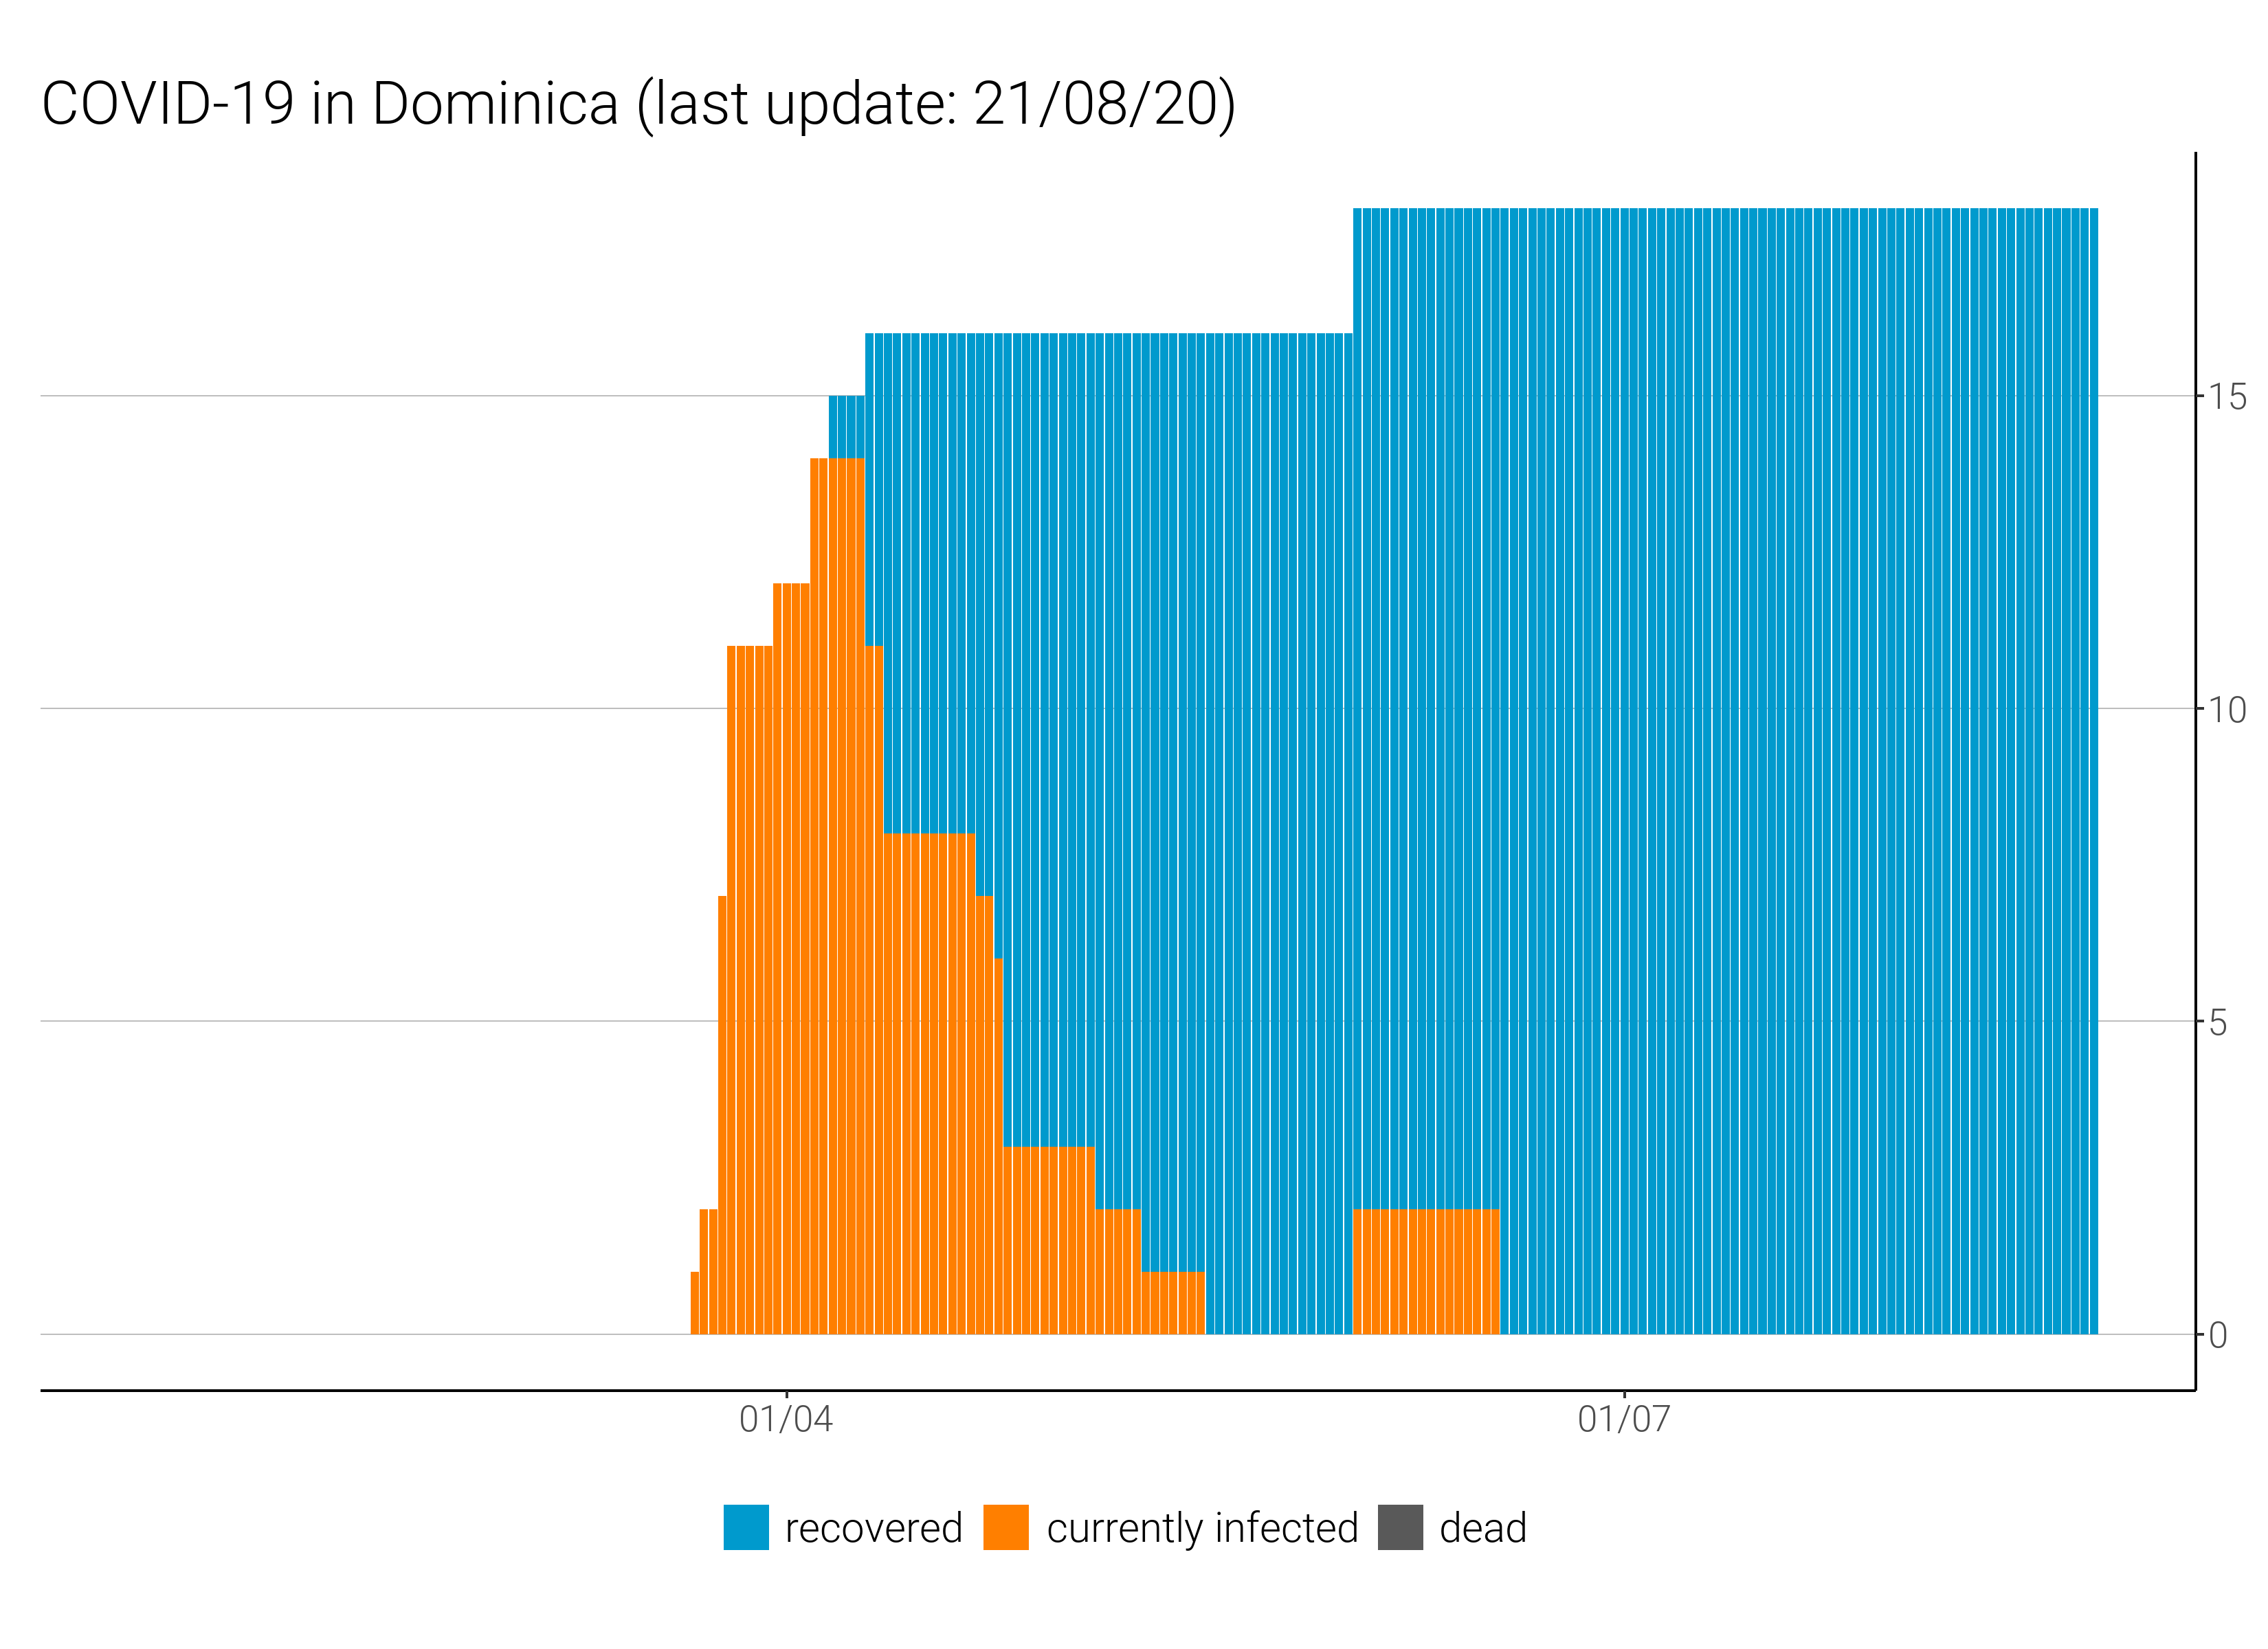 COVID-19 in Dominica (last update: 21/08/20)
15
10
5
0
01/04 01/07
recovered currently infected dead